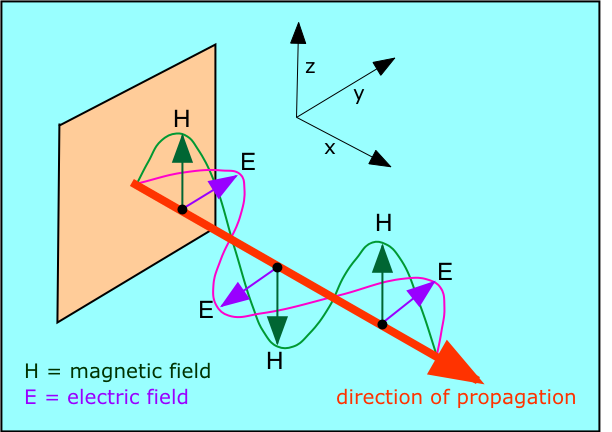 z
y
x
H
E
H
E
E
H
H = magnetic field
E = electric field
direction of propagation